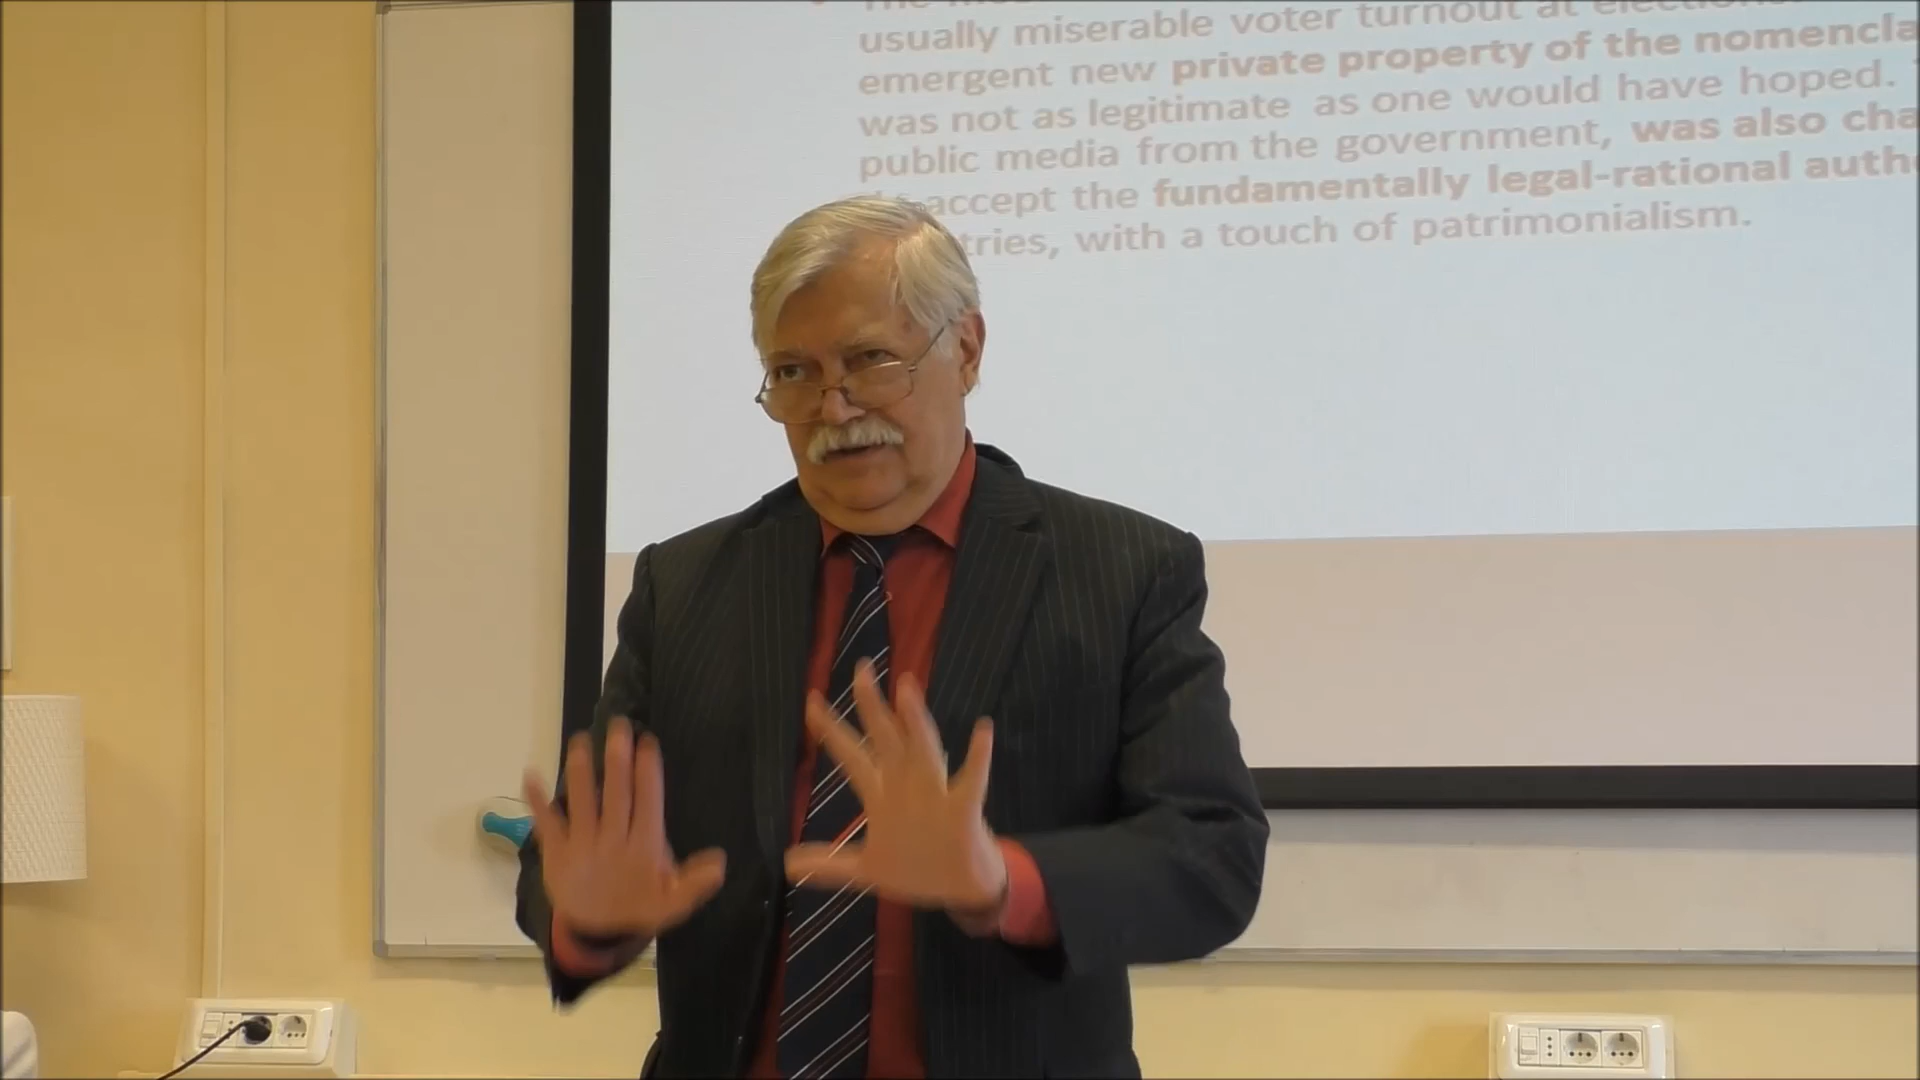 usually miserable voter turnout at
emergent new private property of the
was not as legitimate as one would have hoped.
public media from the government, was also
accept the fundamentally legal-rational
with a touch of patrimonialism.